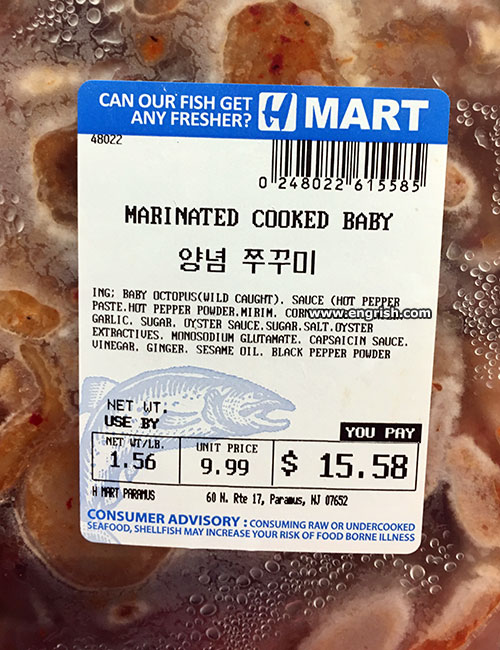 CAN OUR FISH GET
ANY FRESHER?
H MART
48022
0 248022 615585
MARINATED COOKED BABY
양념 쭈꾸미
ING: BABY OCTOPUS(WILD CAUGHT). SAUCE (HOT PEPPER
PASTE.HOT PEPPER POWDER.MIRIM. CORN
www.engrish.com
GARLIC. SUGAR. OYSTER SAUCE.SUGAR.SALT.OYSTER
EXTRACTIVES. MONOSODIUM GLUTAMATE. CAPSAICIN SAUCE.
VINEGAR. GINGER. SESAME OIL. BLACK PEPPER POWDER
NET WT:
USE BY
YOU PAY
NET WT/LB. UNIT PRICE
1.56 9.99 $ 15.58
H MART PARAMUS 60 N. Rte 17, Paramus, NJ 07652
CONSUMER ADVISORY : CONSUMING RAW OR UNDERCOOKED
SEAFOOD, SHELLFISH MAY INCREASE YOUR RISK OF FOOD BORNE ILLNESS